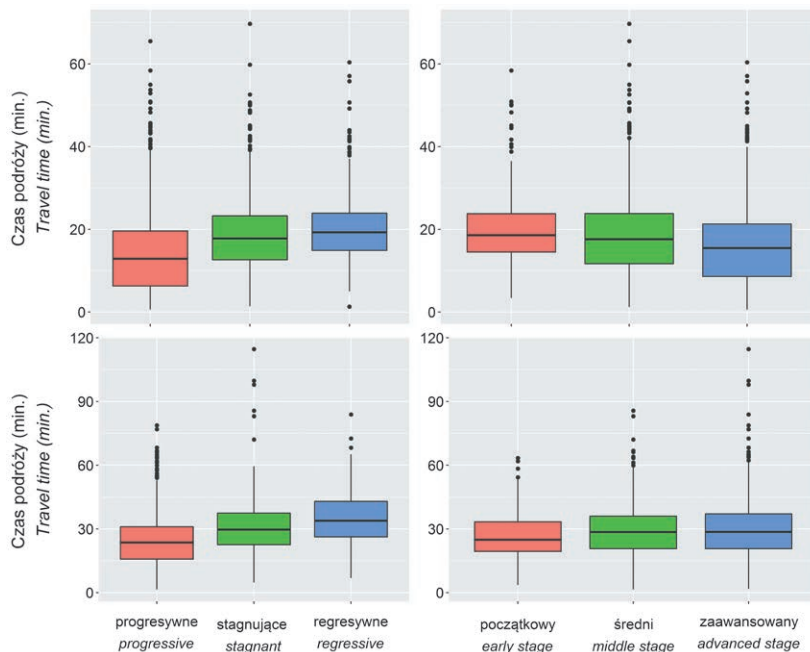 Czas podróży (min.)
Travel time (min.)
60
40
20
0
Czas podróży (min.)
Travel time (min.)
120
90
60
30
0
progresywne
progressive
stagnujące
stagnant
regresywne
regressive
60
40
20
0
120
90
60
30
0
początkowy
early stage
średni
middle stage
zaawansowany
advanced stage